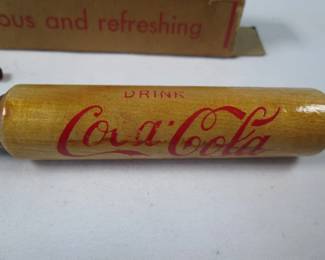 ous and refreshing
DRINK
Coca-Cola